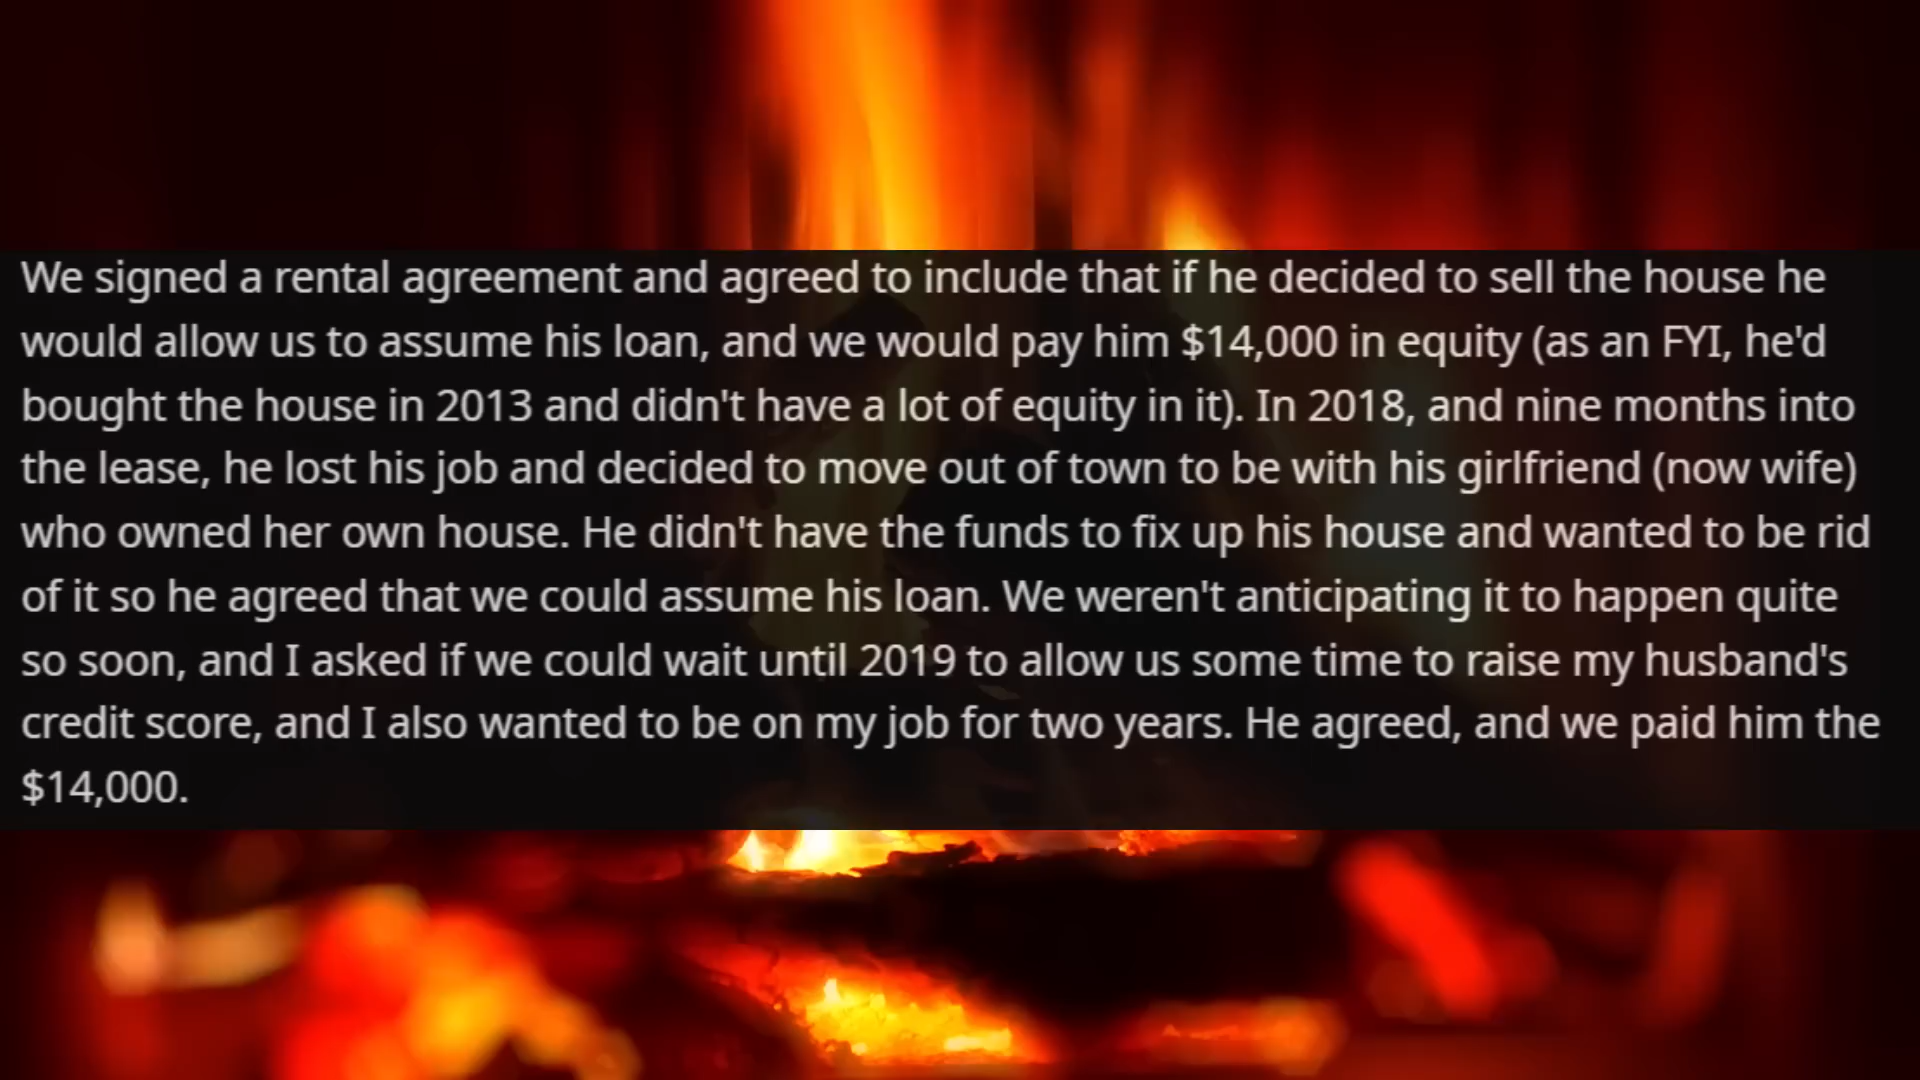 We signed a rental agreement and agreed to include that if he decided to sell the house he
would allow us to assume his loan, and we would pay him $14,000 in equity (as an FYI, he'd
bought the house in 2013 and didn't have a lot of equity in it). In 2018, and nine months into
the lease, he lost his job and decided to move out of town to be with his girlfriend (now wife)
who owned her own house. He didn't have the funds to fix up his house and wanted to be rid
of it so he agreed that we could assume his loan. We weren't anticipating it to happen quite
so soon, and I asked if we could wait until 2019 to allow us some time to raise my husband's
credit score, and I also wanted to be on my job for two years. He agreed, and we paid him the
$14,000.